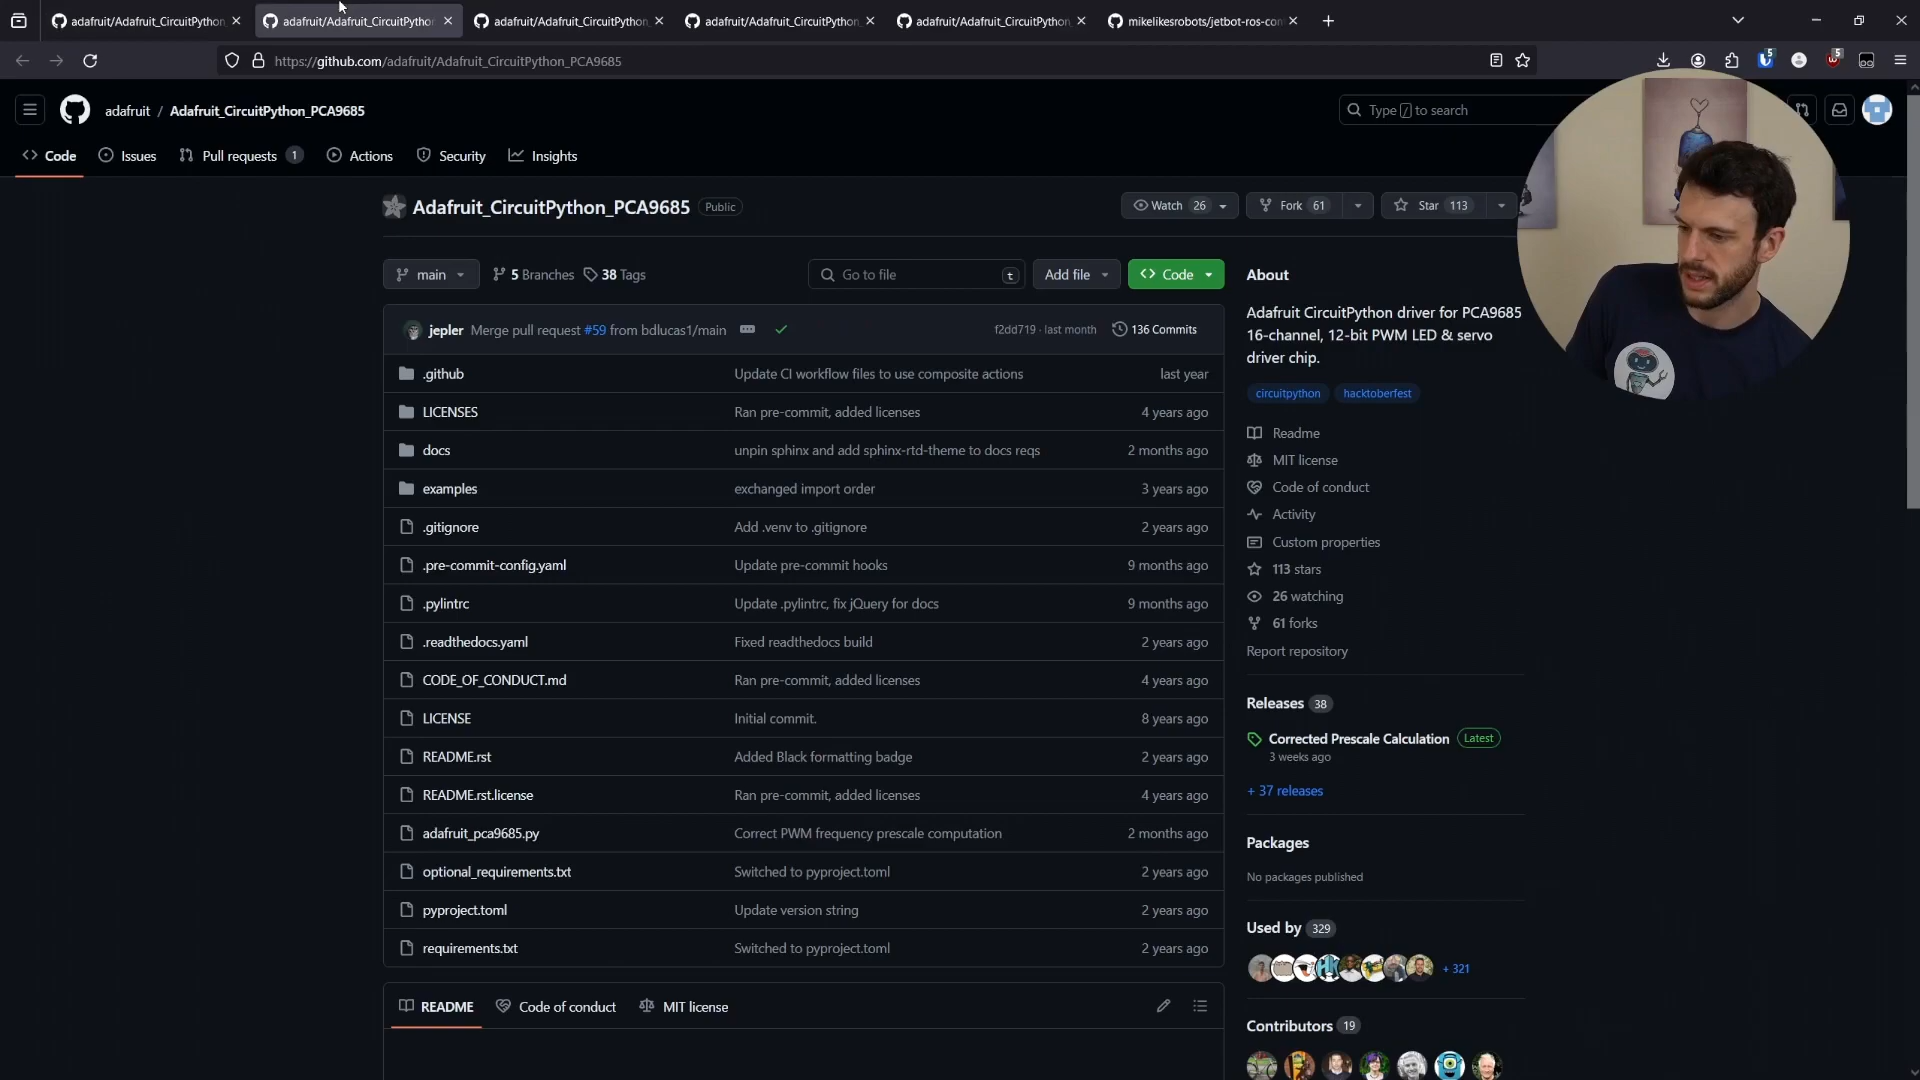 adafruit/Adafruit_CircuitPython
adafruit/Adafruit_CircuitPython
adafruit/Adafruit_CircuitPython
adafruit/Adafruit_CircuitPython
adafruit/Adafruit_CircuitPython
mikelikesrobots/jetbot-ros-con
https://github.com/adafruit/Adafruit_CircuitPython_PCA9685
5
5
adafruit / Adafruit_CircuitPython_PCA9685
Type / to search
Code
Issues
Pull requests 1
Actions
Security
Insights
Adafruit_CircuitPython_PCA9685 Public
Watch 26
Fork 61
Star 113
main
5 Branches
38 Tags
Go to file t
Add file
Code
jepler Merge pull request #59 from bdlucas1/main f2dd719 · last month 136 Commits
.github Update CI workflow files to use composite actions last year
LICENSES Ran pre-commit, added licenses 4 years ago
docs unpin sphinx and add sphinx-rtd-theme to docs reqs 2 months ago
examples exchanged import order 3 years ago
.gitignore Add .venv to .gitignore 2 years ago
.pre-commit-config.yaml Update pre-commit hooks 9 months ago
.pylintrc Update .pylintrc, fix jQuery for docs 9 months ago
.readthedocs.yaml Fixed readthedocs build 2 years ago
CODE_OF_CONDUCT.md Ran pre-commit, added licenses 4 years ago
LICENSE Initial commit. 8 years ago
README.rst Added Black formatting badge 2 years ago
README.rst.license Ran pre-commit, added licenses 4 years ago
adafruit_pca9685.py Correct PWM frequency prescale computation 2 months ago
optional_requirements.txt Switched to pyproject.toml 2 years ago
pyproject.toml Update version string 2 years ago
requirements.txt Switched to pyproject.toml 2 years ago
README
Code of conduct
MIT license
About
Adafruit CircuitPython driver for PCA9685
16-channel, 12-bit PWM LED & servo
driver chip.
circuitpython hacktoberfest
Readme
MIT license
Code of conduct
Activity
Custom properties
113 stars
26 watching
61 forks
Report repository
Releases 38
Corrected Prescale Calculation Latest
3 weeks ago
+ 37 releases
Packages
No packages published
Used by 329
+ 321
Contributors 19